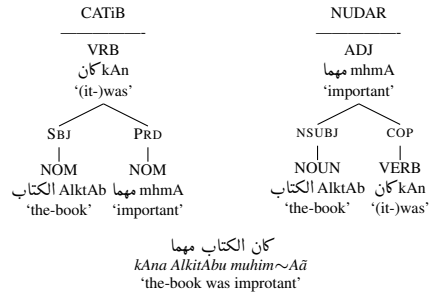 CATiB
VRB
كان kAn
'(it-)was'
SBJ PRD
NOM NOM
الكتاب AlktAb مهما mhmA
'the-book' 'important'
NUDAR
ADJ
مهما mhmA
'important'
NSUBJ COP
NOUN VERB
الكتاب AlktAb كان kAn
'the-book' '(it-)was'
كان الكتاب مهما
kAna AlkitAbu muhim∼Aã
'the-book was improtant'